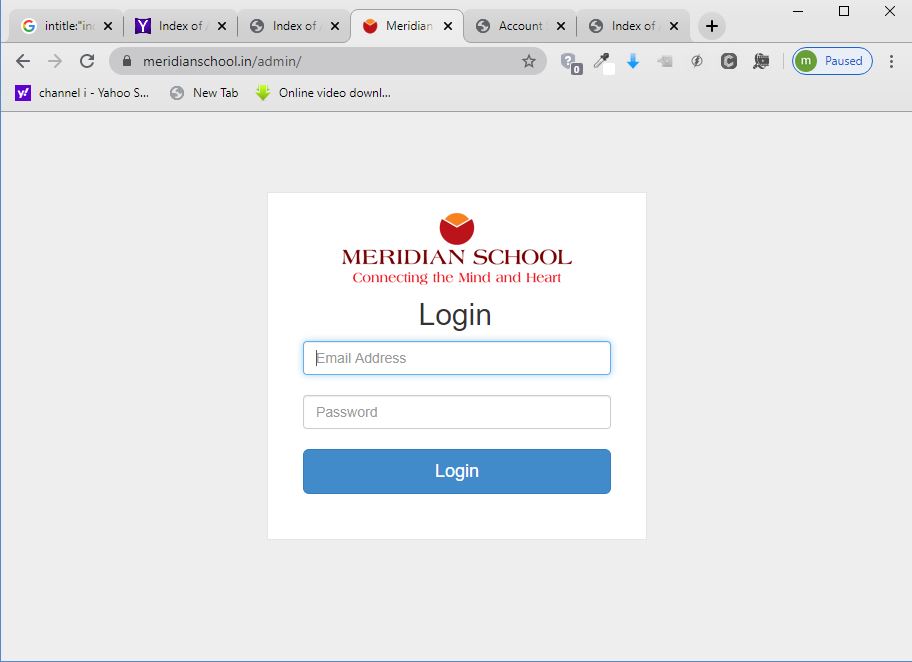 intitle:"in
Index of
Index of
Meridian
Account
Index of
meridianschool.in/admin/
0
m
Paused
channel i - Yahoo S...
New Tab
Online video downl...
MERIDIAN SCHOOL
Connecting the Mind and Heart
Login
Email Address
Password
Login